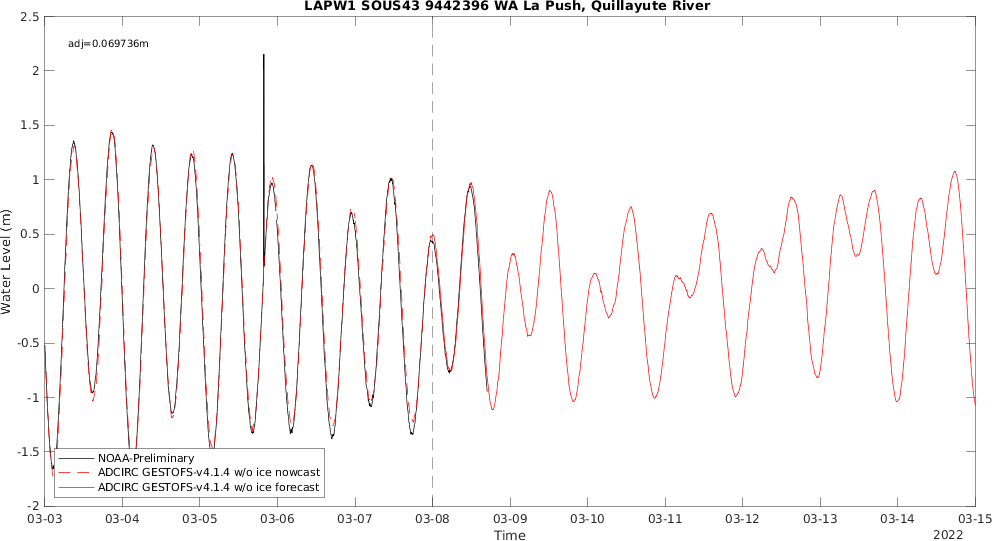 LAPW1 SOUS43 9442396 WA La Push, Quillayute River
adj=0.069736m
2.5
2
1.5
1
0.5
0
-0.5
-1
-1.5
-2
Water Level (m)
NOAA-Preliminary
ADCIRC GESTOFS-v4.1.4 w/o ice nowcast
ADCIRC GESTOFS-v4.1.4 w/o ice forecast
03-03 03-04 03-05 03-06 03-07 03-08 03-09 03-10 03-11 03-12 03-13 03-14 03-15
Time
2022